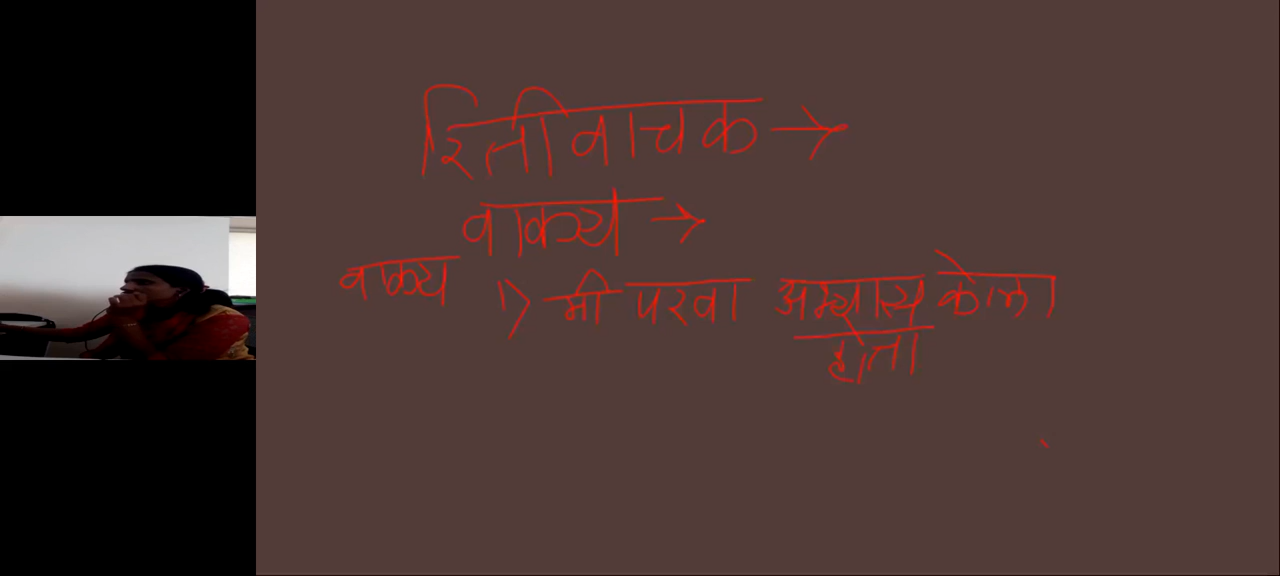 रितीवाचक →
वाक्य →
वाक्य 1) मी परवा अभ्यास केला
होता